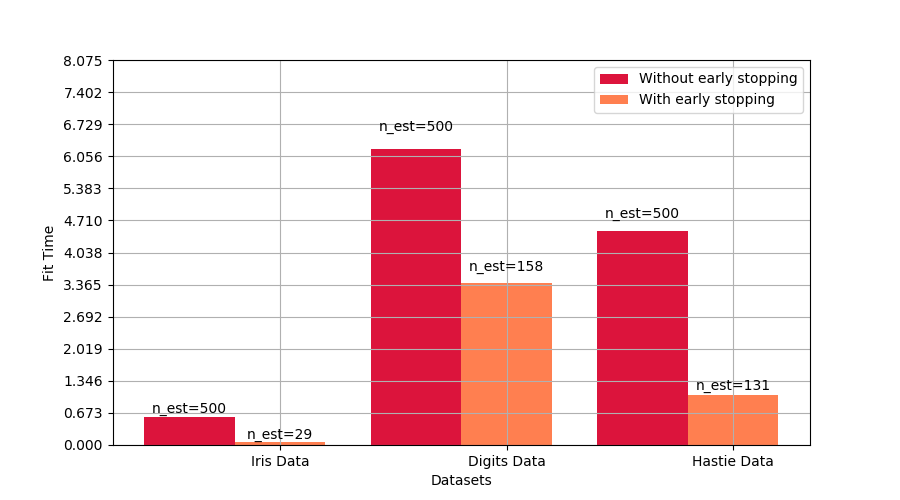 8.075
7.402
6.729
6.056
5.383
4.710
4.038
3.365
2.692
2.019
1.346
0.673
0.000
Fit Time
Without early stopping
With early stopping
n_est=500
n_est=29
n_est=500
n_est=158
n_est=500
n_est=131
Iris Data
Digits Data
Hastie Data
Datasets